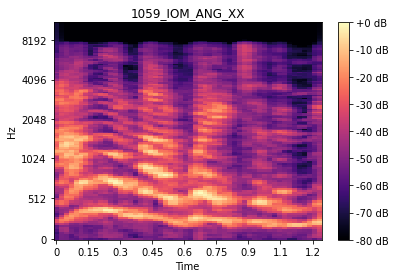 1059_IOM_ANG_XX
8192
4096
2048
1024
512
0
Hz
0 0.15 0.3 0.45 0.6 0.75 0.9 1.1 1.2
Time
+0 dB
-10 dB
-20 dB
-30 dB
-40 dB
-50 dB
-60 dB
-70 dB
-80 dB